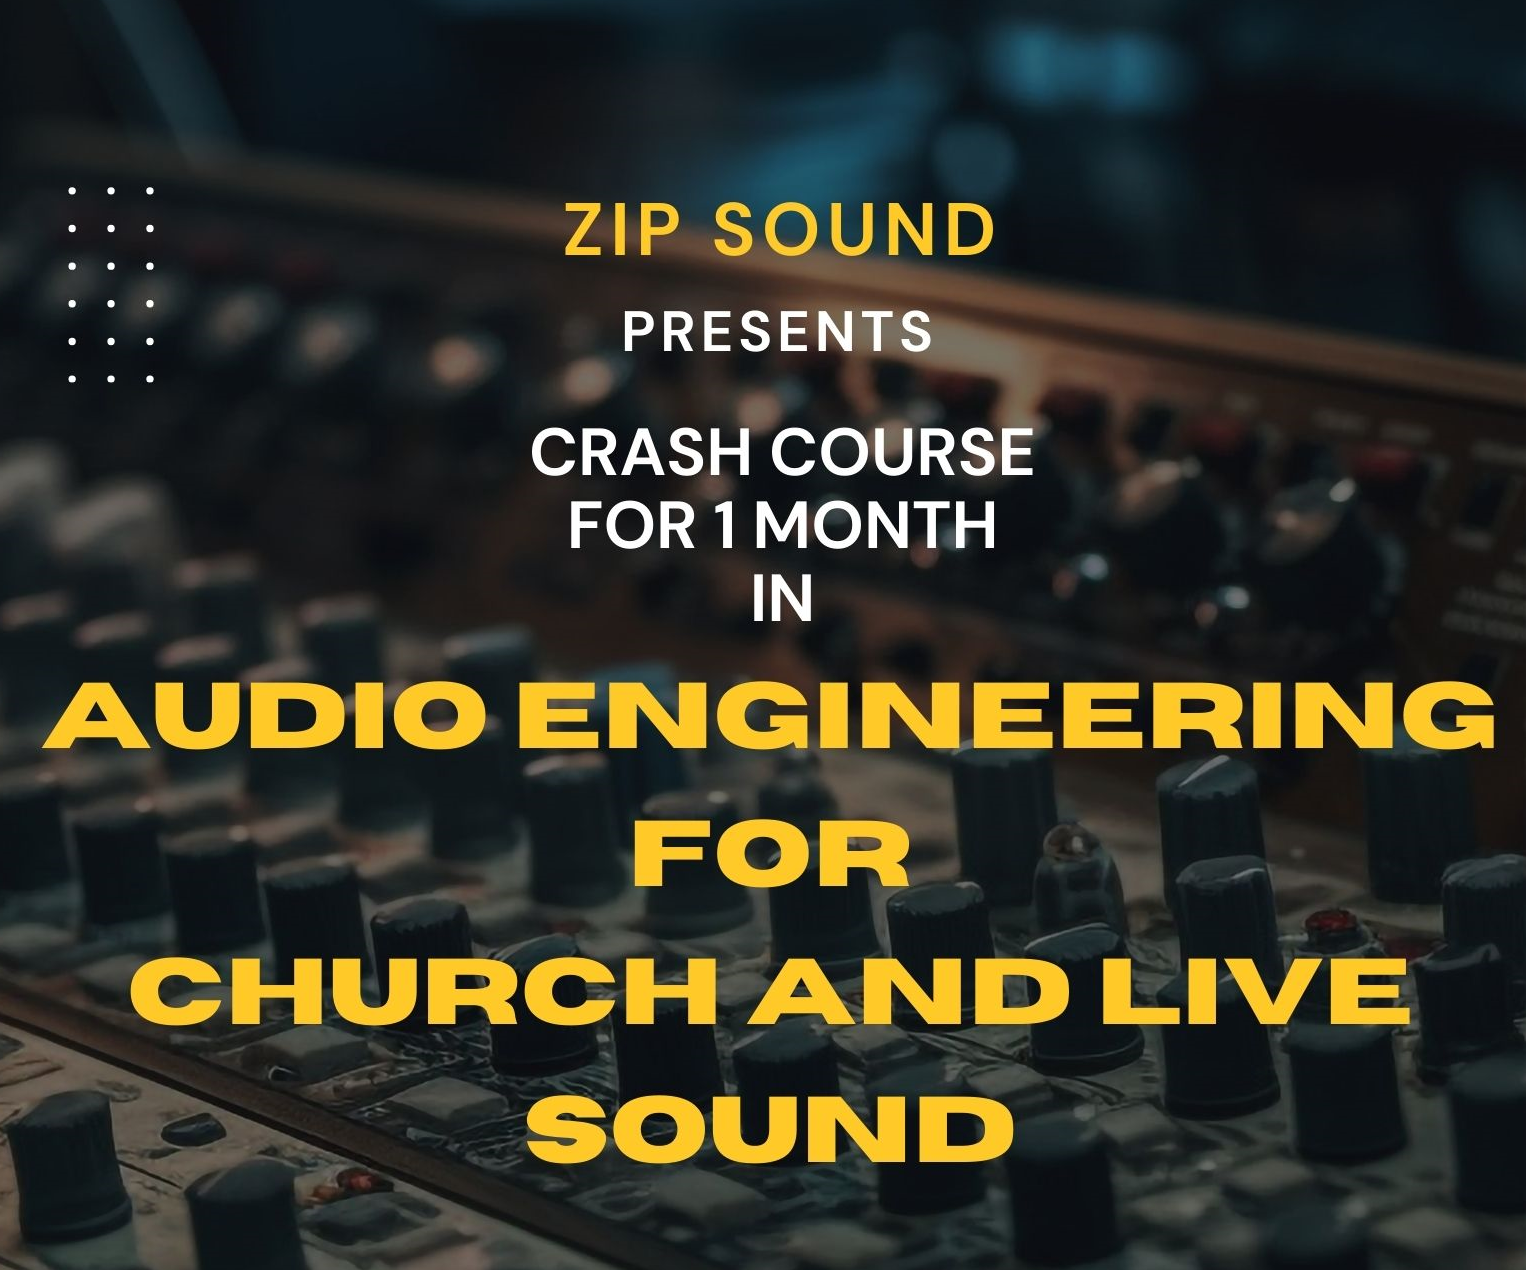 ZIP SOUND
PRESENTS
CRASH COURSE
FOR 1 MONTH
IN
AUDIO ENGINEERING
FOR
CHURCH AND LIVE
SOUND